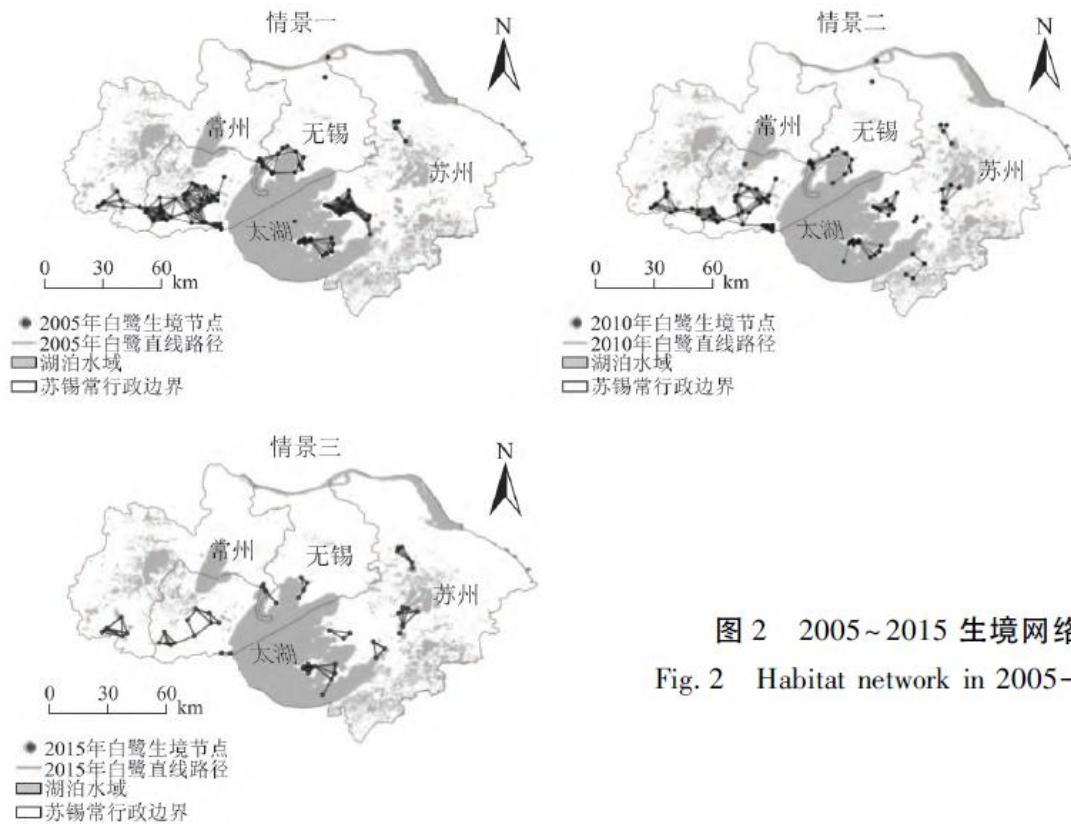 情景一
N
常州
无锡
苏州
太湖
0 30 60
km
2005年白鹭生境节点
2005年白鹭直线路径
湖泊水域
苏锡常行政边界
情景二
N
常州
无锡
苏州
太湖
0 30 60
km
2010年白鹭生境节点
2010年白鹭直线路径
湖泊水域
苏锡常行政边界
情景三
N
常州
无锡
苏州
太湖
0 30 60
km
2015年白鹭生境节点
2015年白鹭直线路径
湖泊水域
苏锡常行政边界
图 2 2005~2015 生境网络
Fig. 2 Habitat network in 2005-